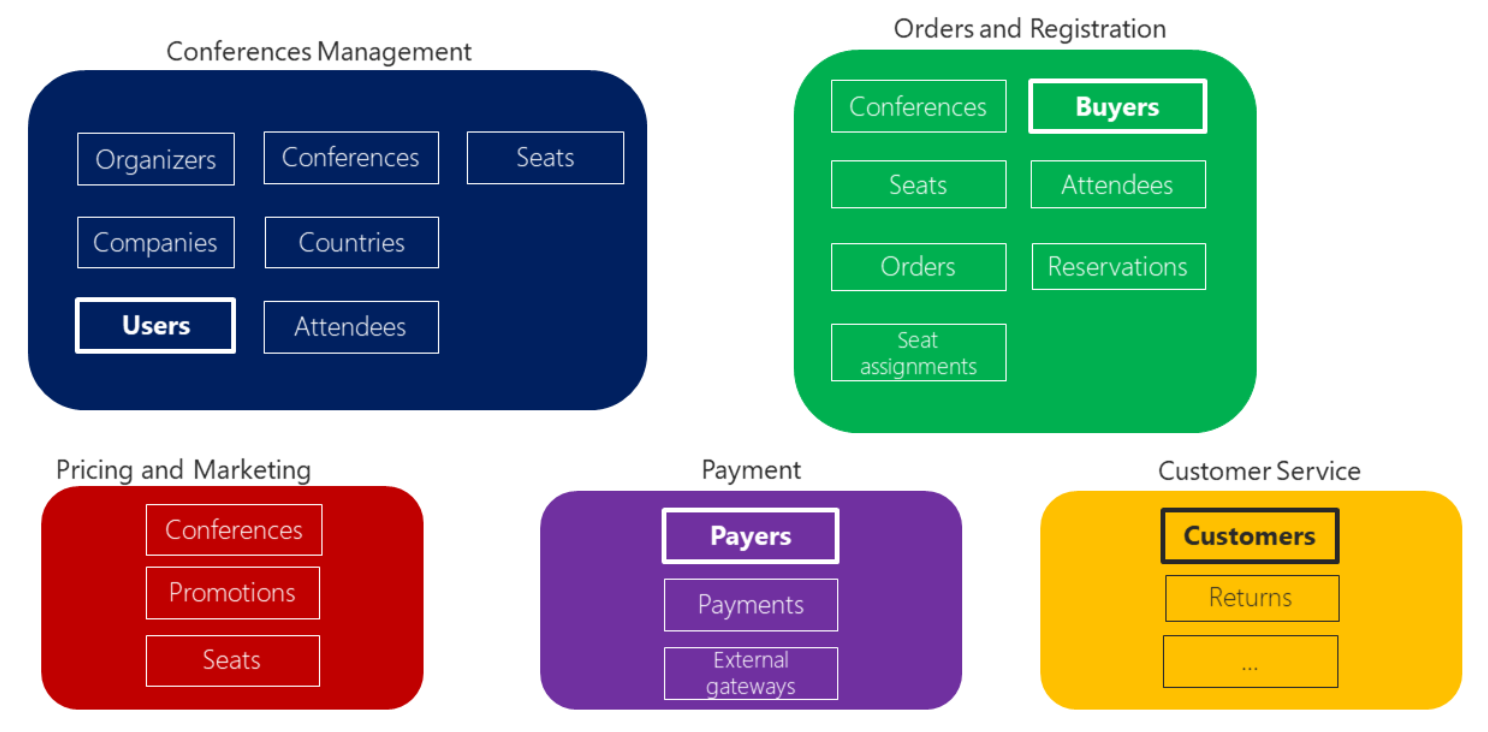 Conferences Management
Organizers
Conferences
Seats
Companies
Countries
Users
Attendees
Orders and Registration
Conferences
Buyers
Seats
Attendees
Orders
Reservations
Seat
assignments
Pricing and Marketing
Conferences
Promotions
Seats
Payment
Payers
Payments
External
gateways
Customer Service
Customers
Returns
...